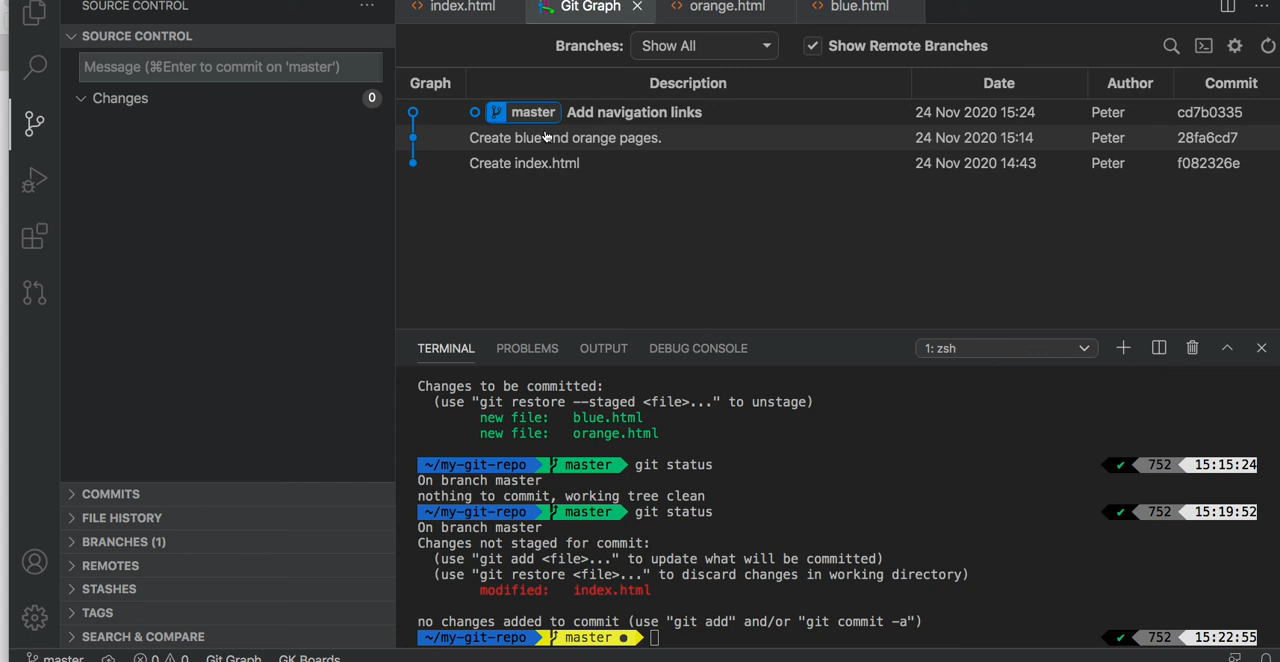 SOURCE CONTROL ···
index.html Git Graph orange.html blue.html
SOURCE CONTROL
Message (⌘Enter to commit on 'master')
Changes 0
Branches: Show All Show Remote Branches
Graph Description Date Author Commit
master Add navigation links 24 Nov 2020 15:24 Peter cd7b0335
Create blue and orange pages. 24 Nov 2020 15:14 Peter 28fa6cd7
Create index.html 24 Nov 2020 14:43 Peter f082326e
TERMINAL PROBLEMS OUTPUT DEBUG CONSOLE 1: zsh
Changes to be committed:
(use "git restore --staged <file>..." to unstage)
new file: blue.html
new file: orange.html
~/my-git-repo master git status ✔ 752 15:15:24
On branch master
nothing to commit, working tree clean
~/my-git-repo master git status ✔ 752 15:19:52
On branch master
Changes not staged for commit:
(use "git add <file>..." to update what will be committed)
(use "git restore <file>..." to discard changes in working directory)
modified: index.html
no changes added to commit (use "git add" and/or "git commit -a")
~/my-git-repo master ● ✔ 752 15:22:55
COMMITS
FILE HISTORY
BRANCHES (1)
REMOTES
STASHES
TAGS
SEARCH & COMPARE
master 0 0 Git Graph GK Boards